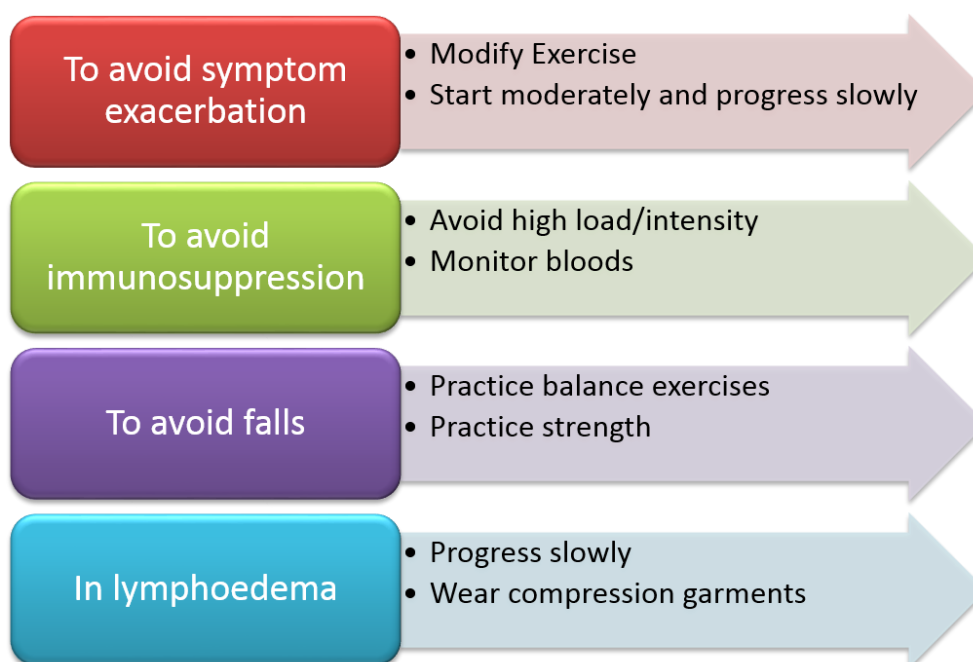 To avoid symptom
exacerbation
• Modify Exercise
• Start moderately and progress slowly
To avoid
immunosuppression
• Avoid high load/intensity
• Monitor bloods
To avoid falls
• Practice balance exercises
• Practice strength
In lymphoedema
• Progress slowly
• Wear compression garments